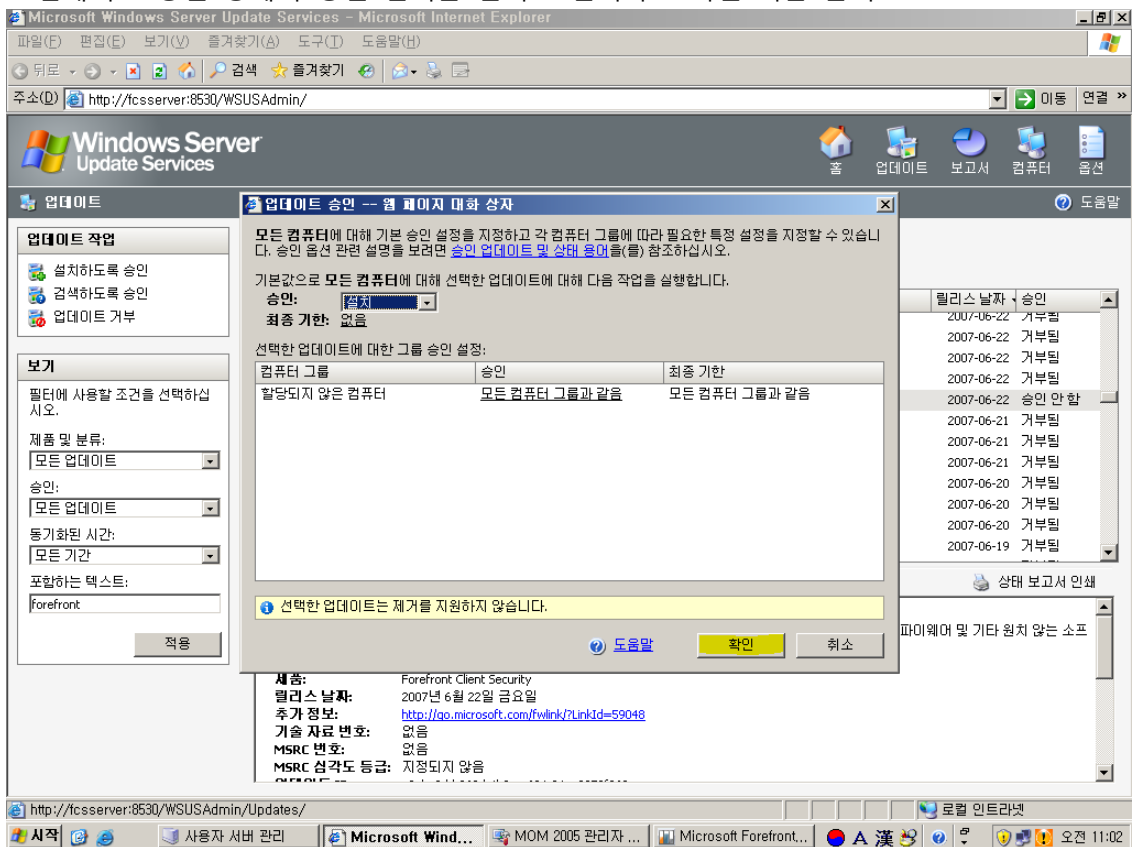 Microsoft Windows Server Update Services - Microsoft Internet Explorer
파일(F) 편집(E) 보기(V) 즐겨찾기(A) 도구(T) 도움말(H)
뒤로 검색 즐겨찾기
주소(D) http://fcsserver:8530/WSUSAdmin/ 이동 연결 »
Windows Server
Update Services
홈 업데이트 보고서 컴퓨터 옵션
업데이트 도움말
업데이트 작업
설치하도록 승인
검색하도록 승인
업데이트 거부
보기
필터에 사용할 조건을 선택하십
시오.
제품 및 분류:
모든 업데이트
승인:
모든 업데이트
동기화된 시간:
모든 기간
포함하는 텍스트:
forefront
적용
업데이트 승인 -- 웹 페이지 대화 상자
모든 컴퓨터에 대해 기본 승인 설정을 지정하고 각 컴퓨터 그룹에 따라 필요한 특정 설정을 지정할 수 있습니
다. 승인 옵션 관련 설명을 보려면 승인 업데이트 및 상태 용어을(를) 참조하십시오.
기본값으로 모든 컴퓨터에 대해 선택한 업데이트에 대해 다음 작업을 실행합니다.
승인: 설치
최종 기한: 없음
선택한 업데이트에 대한 그룹 승인 설정:
컴퓨터 그룹 승인 최종 기한
할당되지 않은 컴퓨터 모든 컴퓨터 그룹과 같음 모든 컴퓨터 그룹과 같음
선택한 업데이트는 제거를 지원하지 않습니다.
도움말 확인 취소
릴리스 날짜 승인
2007-06-22 거부됨
2007-06-22 거부됨
2007-06-22 거부됨
2007-06-22 거부됨
2007-06-22 승인 안 함
2007-06-21 거부됨
2007-06-21 거부됨
2007-06-21 거부됨
2007-06-20 거부됨
2007-06-20 거부됨
2007-06-20 거부됨
2007-06-19 거부됨
상태 보고서 인쇄
파이웨어 및 기타 원치 않는 소프
제품: Forefront Client Security
릴리스 날짜: 2007년 6월 22일 금요일
추가 정보: http://go.microsoft.com/fwlink/?LinkId=59048
기술 자료 번호: 없음
MSRC 번호: 없음
MSRC 심각도 등급: 지정되지 않음
http://fcsserver:8530/WSUSAdmin/Updates/ 로컬 인트라넷
시작 사용자 서버 관리 Microsoft Wind... MOM 2005 관리자 ... Microsoft Forefront,... A 漢 오전 11:02